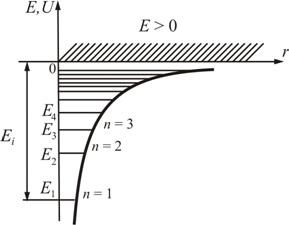 E, U
E > 0
0
r
E₄
n = 3
E₃
n = 2
E₂
Eᵢ
E₁
n = 1